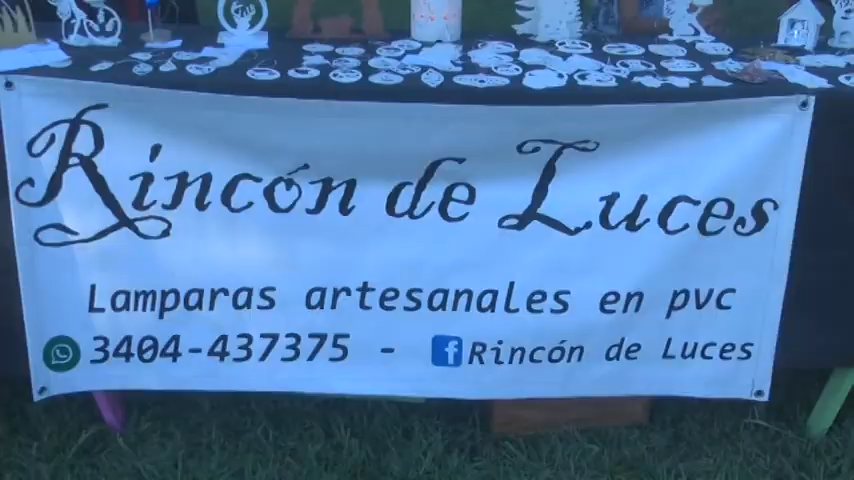 Rincón de Luces
Lamparas artesanales en pvc
3404-437375 - Rincón de Luces